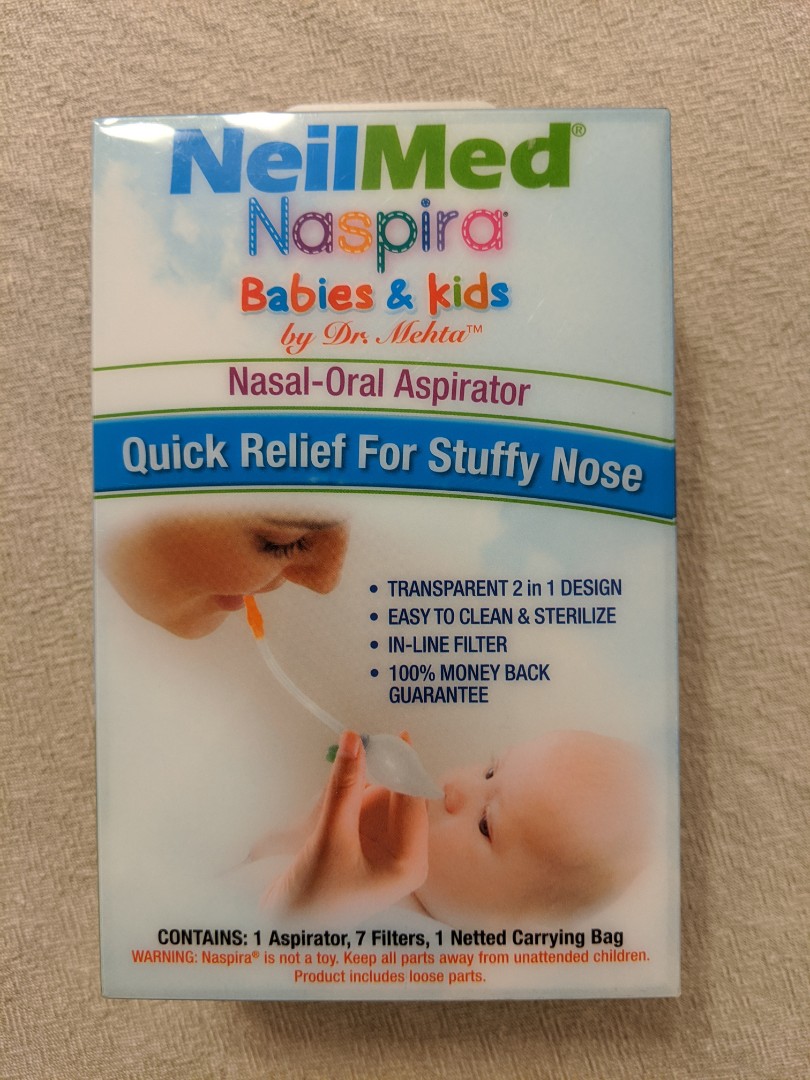 NeilMed®
Naspira
Babies & Kids
by Dr. Mehta™
Nasal-Oral Aspirator
Quick Relief For Stuffy Nose
• TRANSPARENT 2 in 1 DESIGN
• EASY TO CLEAN & STERILIZE
• IN-LINE FILTER
• 100% MONEY BACK
GUARANTEE
CONTAINS: 1 Aspirator, 7 Filters, 1 Netted Carrying Bag
WARNING: Naspira® is not a toy. Keep all parts away from unattended children.
Product includes loose parts.